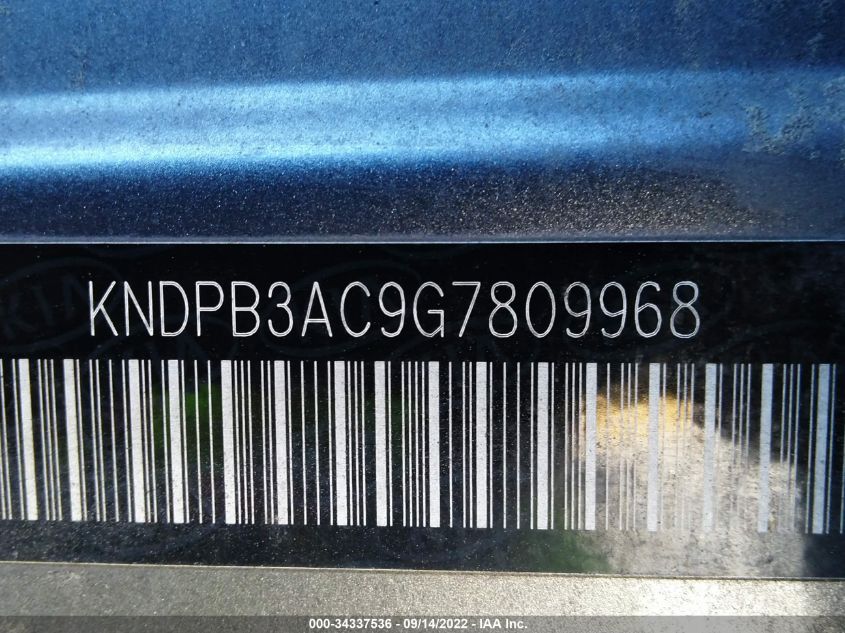 KNDPB3AC9G7809968
000-34337536 - 09/14/2022 - IAA Inc.